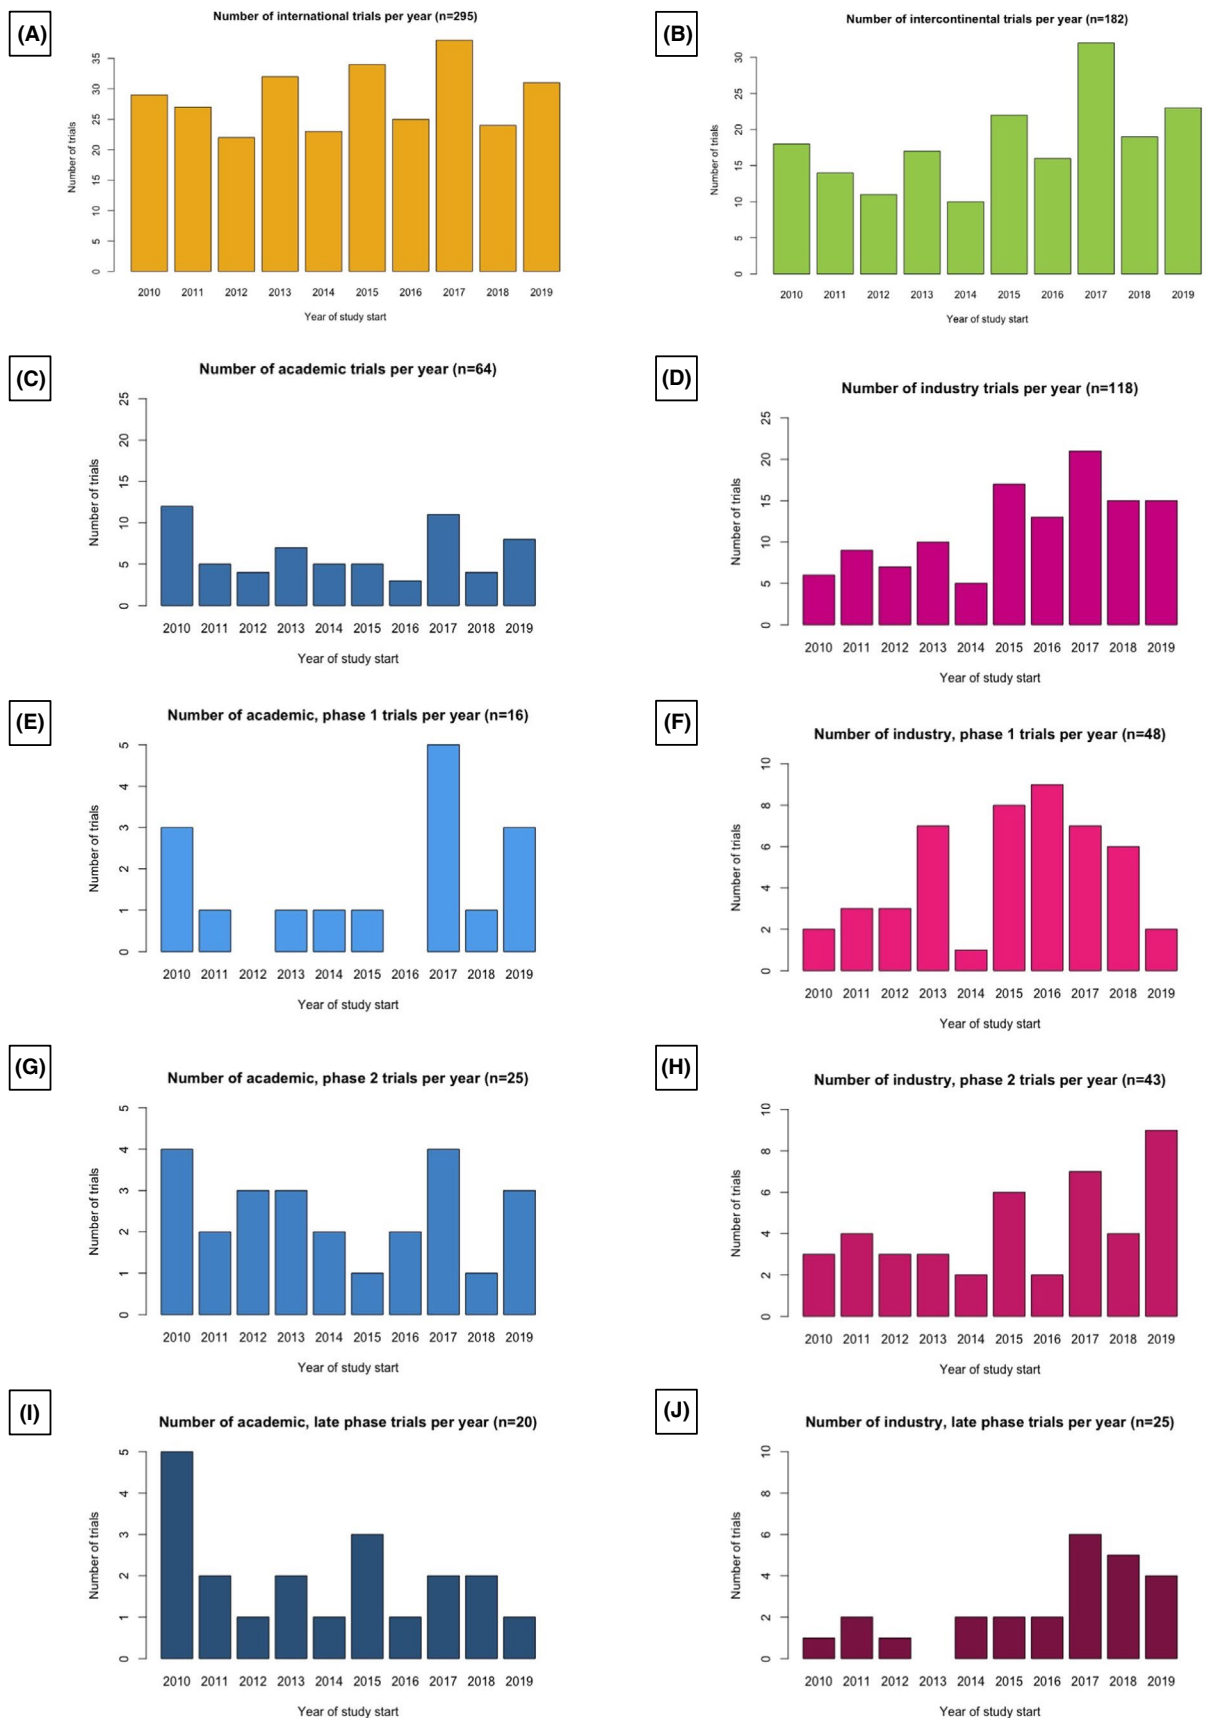 (A)
Number of international trials per year (n=295)
Number of trials
0 5 10 15 20 25 30 35
2010 2011 2012 2013 2014 2015 2016 2017 2018 2019
Year of study start
(B)
Number of intercontinental trials per year (n=182)
Number of trials
0 5 10 15 20 25 30
2010 2011 2012 2013 2014 2015 2016 2017 2018 2019
Year of study start
(C)
Number of academic trials per year (n=64)
Number of trials
0 5 10 15 20 25
2010 2011 2012 2013 2014 2015 2016 2017 2018 2019
Year of study start
(D)
Number of industry trials per year (n=118)
Number of trials
0 5 10 15 20 25
2010 2011 2012 2013 2014 2015 2016 2017 2018 2019
Year of study start
(E)
Number of academic, phase 1 trials per year (n=16)
Number of trials
0 1 2 3 4 5
2010 2011 2012 2013 2014 2015 2016 2017 2018 2019
Year of study start
(F)
Number of industry, phase 1 trials per year (n=48)
Number of trials
0 2 4 6 8 10
2010 2011 2012 2013 2014 2015 2016 2017 2018 2019
Year of study start
(G)
Number of academic, phase 2 trials per year (n=25)
Number of trials
0 1 2 3 4 5
2010 2011 2012 2013 2014 2015 2016 2017 2018 2019
Year of study start
(H)
Number of industry, phase 2 trials per year (n=43)
Number of trials
0 2 4 6 8 10
2010 2011 2012 2013 2014 2015 2016 2017 2018 2019
Year of study start
(I)
Number of academic, late phase trials per year (n=20)
Number of trials
0 1 2 3 4 5
2010 2011 2012 2013 2014 2015 2016 2017 2018 2019
Year of study start
(J)
Number of industry, late phase trials per year (n=25)
Number of trials
0 2 4 6 8 10
2010 2011 2012 2013 2014 2015 2016 2017 2018 2019
Year of study start